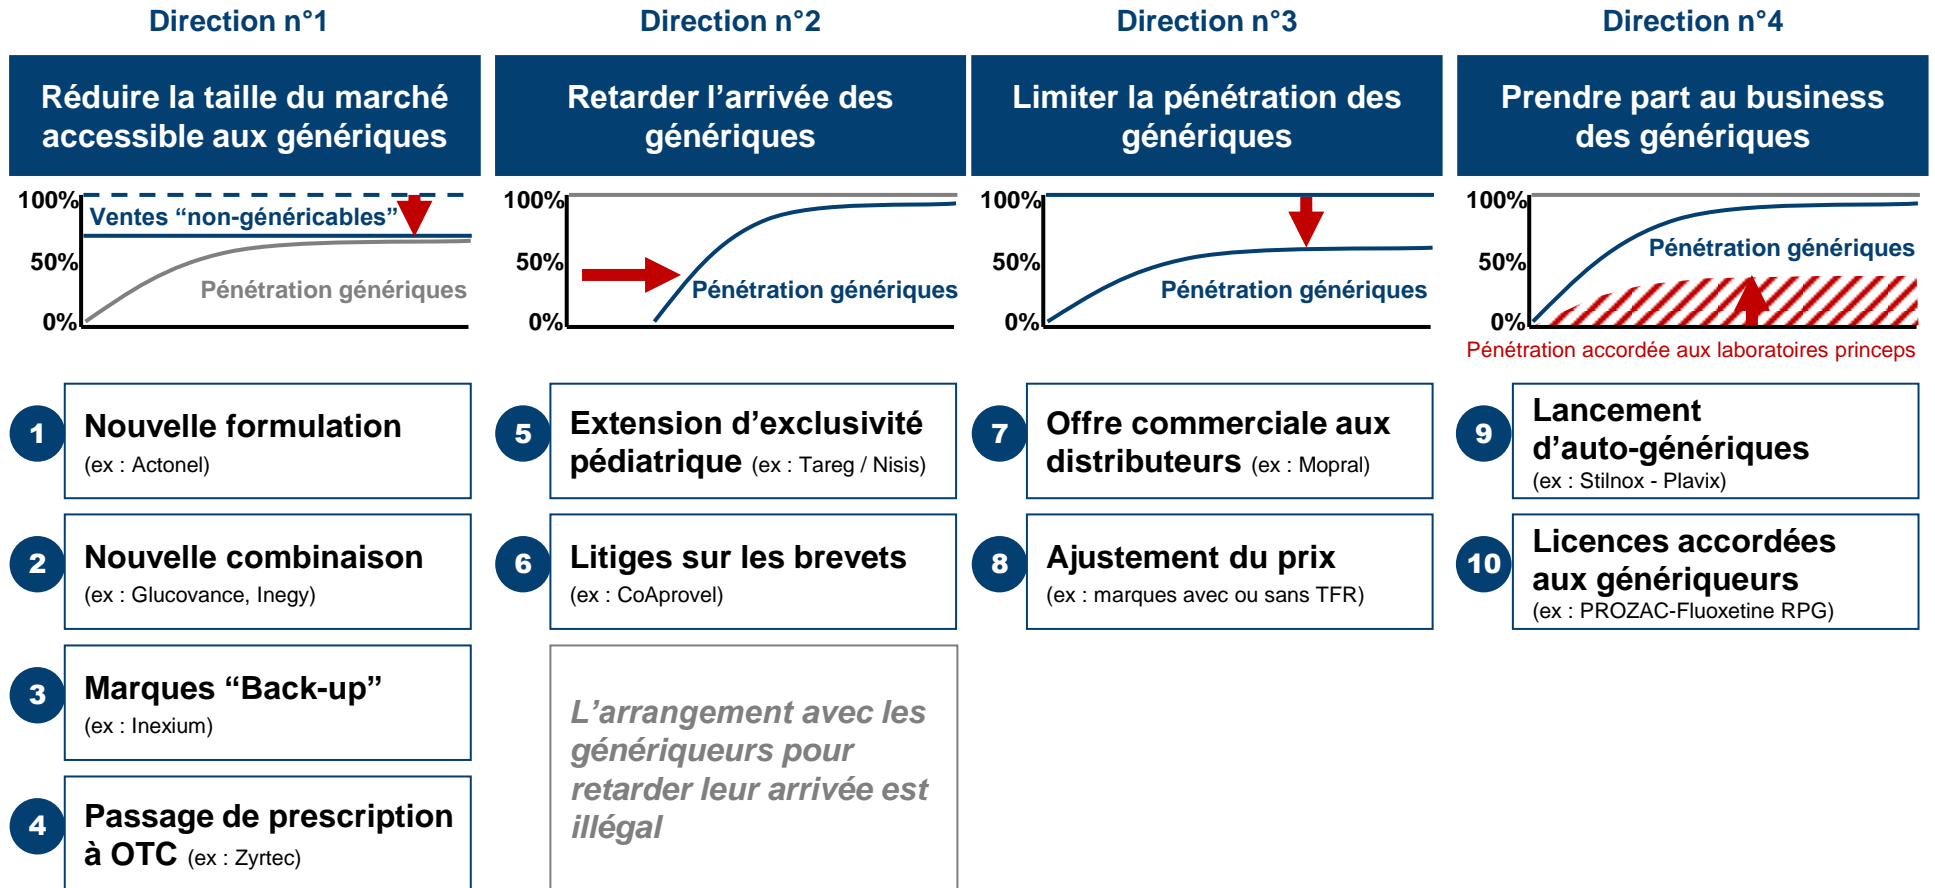 Direction n°1
Réduire la taille du marché
accessible aux génériques
100%
50%
0%
Ventes “non-généricables”
Pénétration génériques
1
Nouvelle formulation
(ex : Actonel)
2
Nouvelle combinaison
(ex : Glucovance, Inegy)
3
Marques “Back-up”
(ex : Inexium)
4
Passage de prescription
à OTC (ex : Zyrtec)
Direction n°2
Retarder l’arrivée des
génériques
100%
50%
0%
Pénétration génériques
5
Extension d’exclusivité
pédiatrique (ex : Tareg / Nisis)
6
Litiges sur les brevets
(ex : CoAprovel)
L’arrangement avec les
génériqueurs pour
retarder leur arrivée est
illégal
Direction n°3
Limiter la pénétration des
génériques
100%
50%
0%
Pénétration génériques
7
Offre commerciale aux
distributeurs (ex : Mopral)
8
Ajustement du prix
(ex : marques avec ou sans TFR)
Direction n°4
Prendre part au business
des génériques
100%
50%
0%
Pénétration génériques
Pénétration accordée aux laboratoires princeps
9
Lancement
d’auto-génériques
(ex : Stilnox - Plavix)
10
Licences accordées
aux génériqueurs
(ex : PROZAC-Fluoxetine RPG)